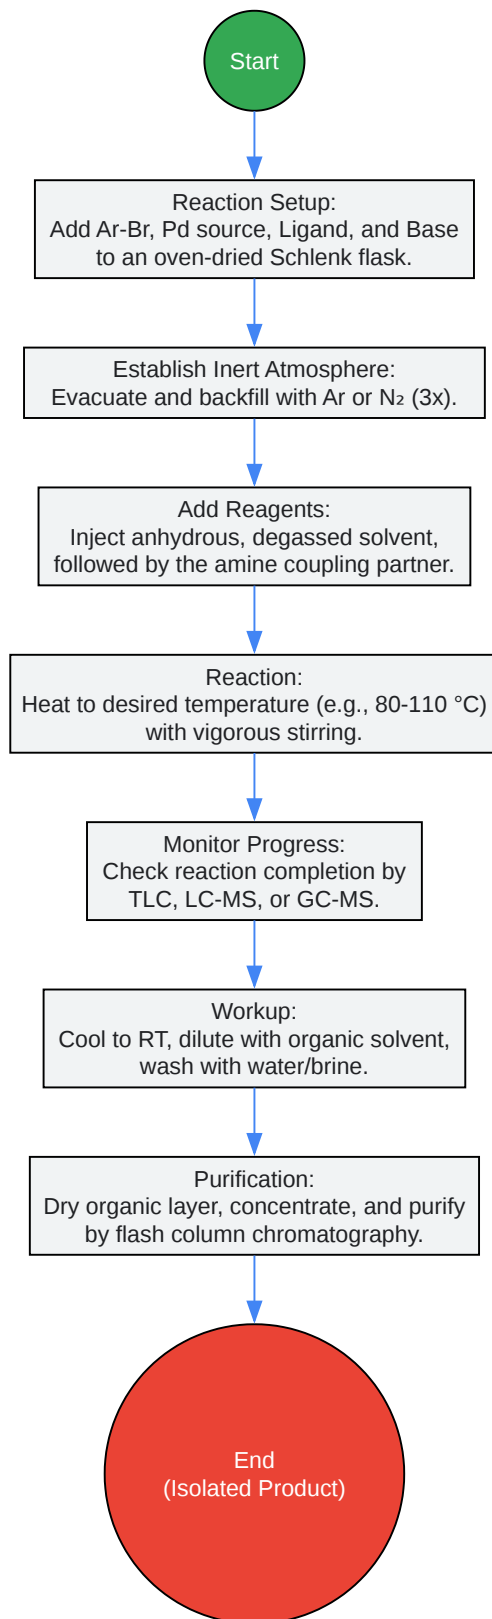 Start
Reaction Setup:
Add Ar-Br, Pd source, Ligand, and Base
to an oven-dried Schlenk flask.
Establish Inert Atmosphere:
Evacuate and backfill with Ar or N₂ (3x).
Add Reagents:
Inject anhydrous, degassed solvent,
followed by the amine coupling partner.
Reaction:
Heat to desired temperature (e.g., 80-110 °C)
with vigorous stirring.
Monitor Progress:
Check reaction completion by
TLC, LC-MS, or GC-MS.
Workup:
Cool to RT, dilute with organic solvent,
wash with water/brine.
Purification:
Dry organic layer, concentrate, and purify
by flash column chromatography.
End
(Isolated Product)